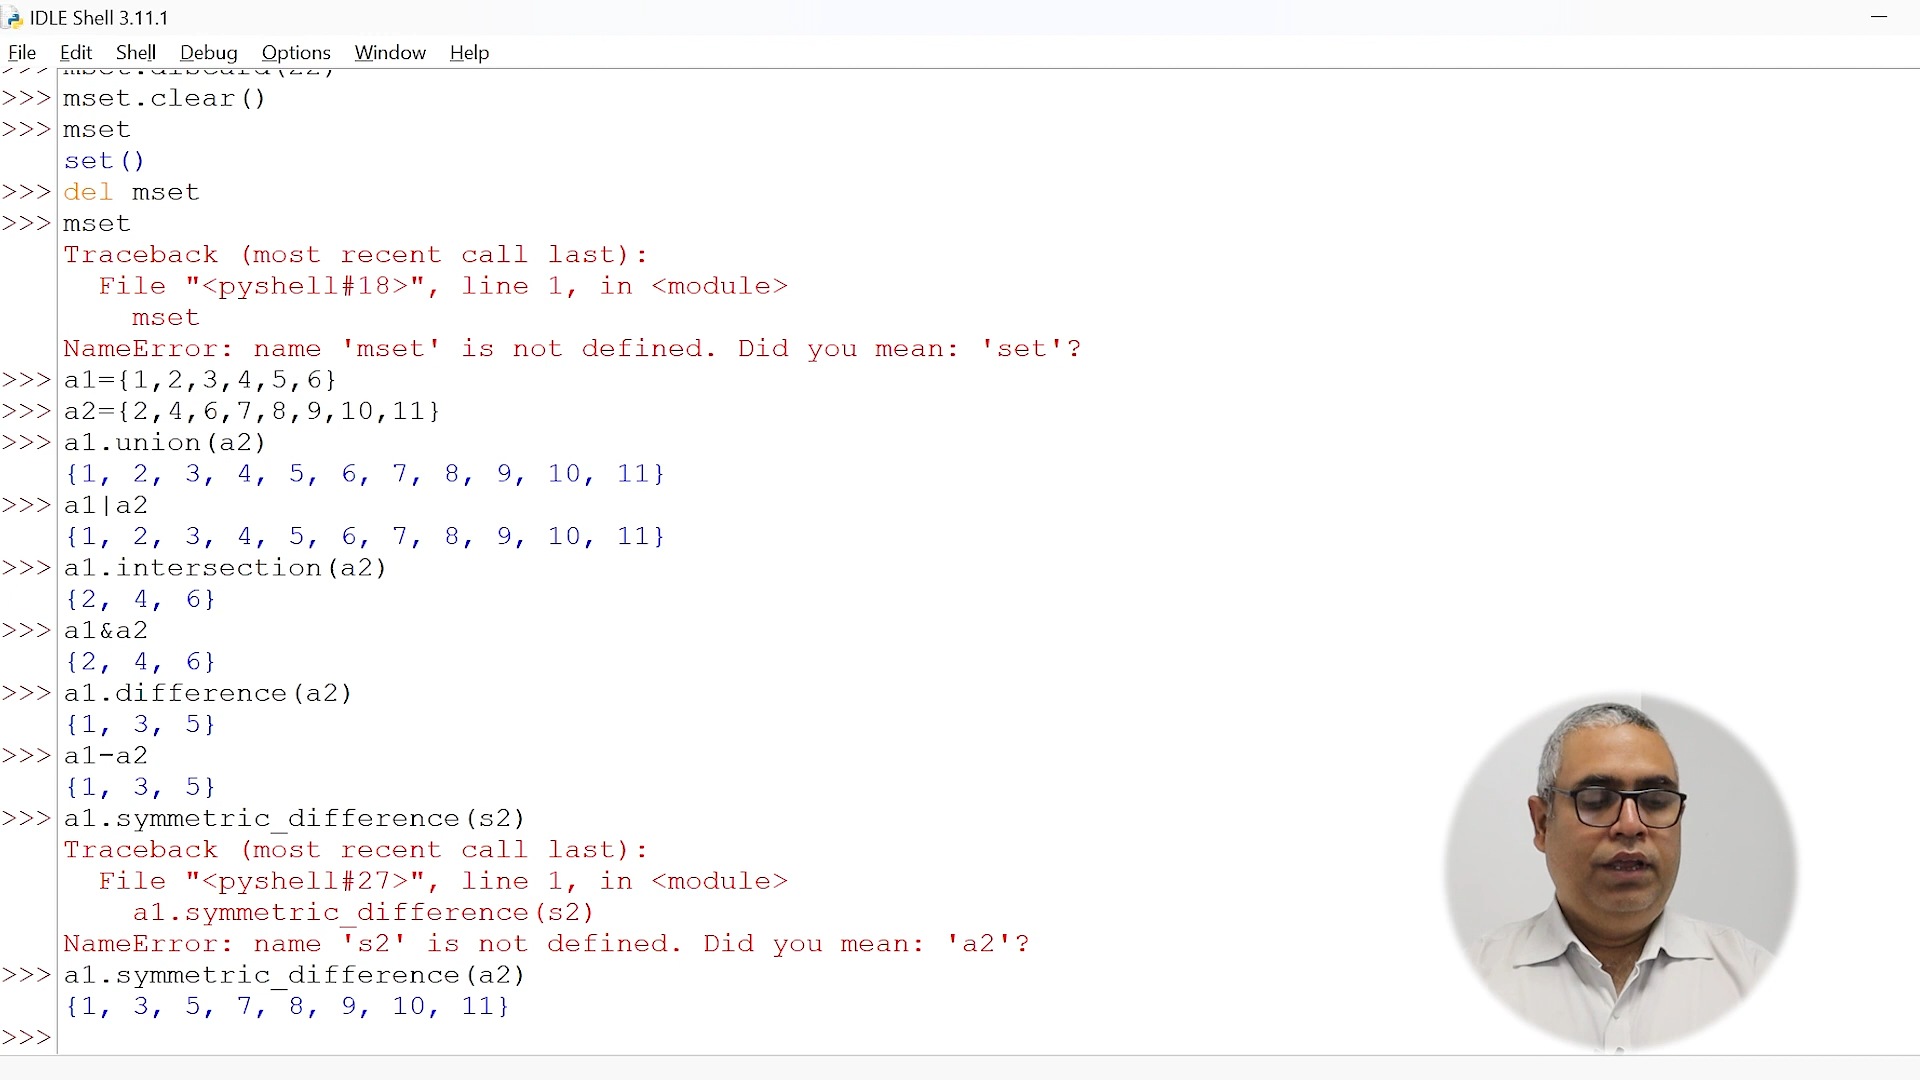 IDLE Shell 3.11.1
File Edit Shell Debug Options Window Help
>>> mset.discard(22)
>>> mset.clear()
>>> mset
set()
>>> del mset
>>> mset
Traceback (most recent call last):
  File "<pyshell#18>", line 1, in <module>
    mset
NameError: name 'mset' is not defined. Did you mean: 'set'?
>>> a1={1,2,3,4,5,6}
>>> a2={2,4,6,7,8,9,10,11}
>>> a1.union(a2)
{1, 2, 3, 4, 5, 6, 7, 8, 9, 10, 11}
>>> a1|a2
{1, 2, 3, 4, 5, 6, 7, 8, 9, 10, 11}
>>> a1.intersection(a2)
{2, 4, 6}
>>> a1&a2
{2, 4, 6}
>>> a1.difference(a2)
{1, 3, 5}
>>> a1-a2
{1, 3, 5}
>>> a1.symmetric_difference(s2)
Traceback (most recent call last):
  File "<pyshell#27>", line 1, in <module>
    a1.symmetric_difference(s2)
NameError: name 's2' is not defined. Did you mean: 'a2'?
>>> a1.symmetric_difference(a2)
{1, 3, 5, 7, 8, 9, 10, 11}
>>>